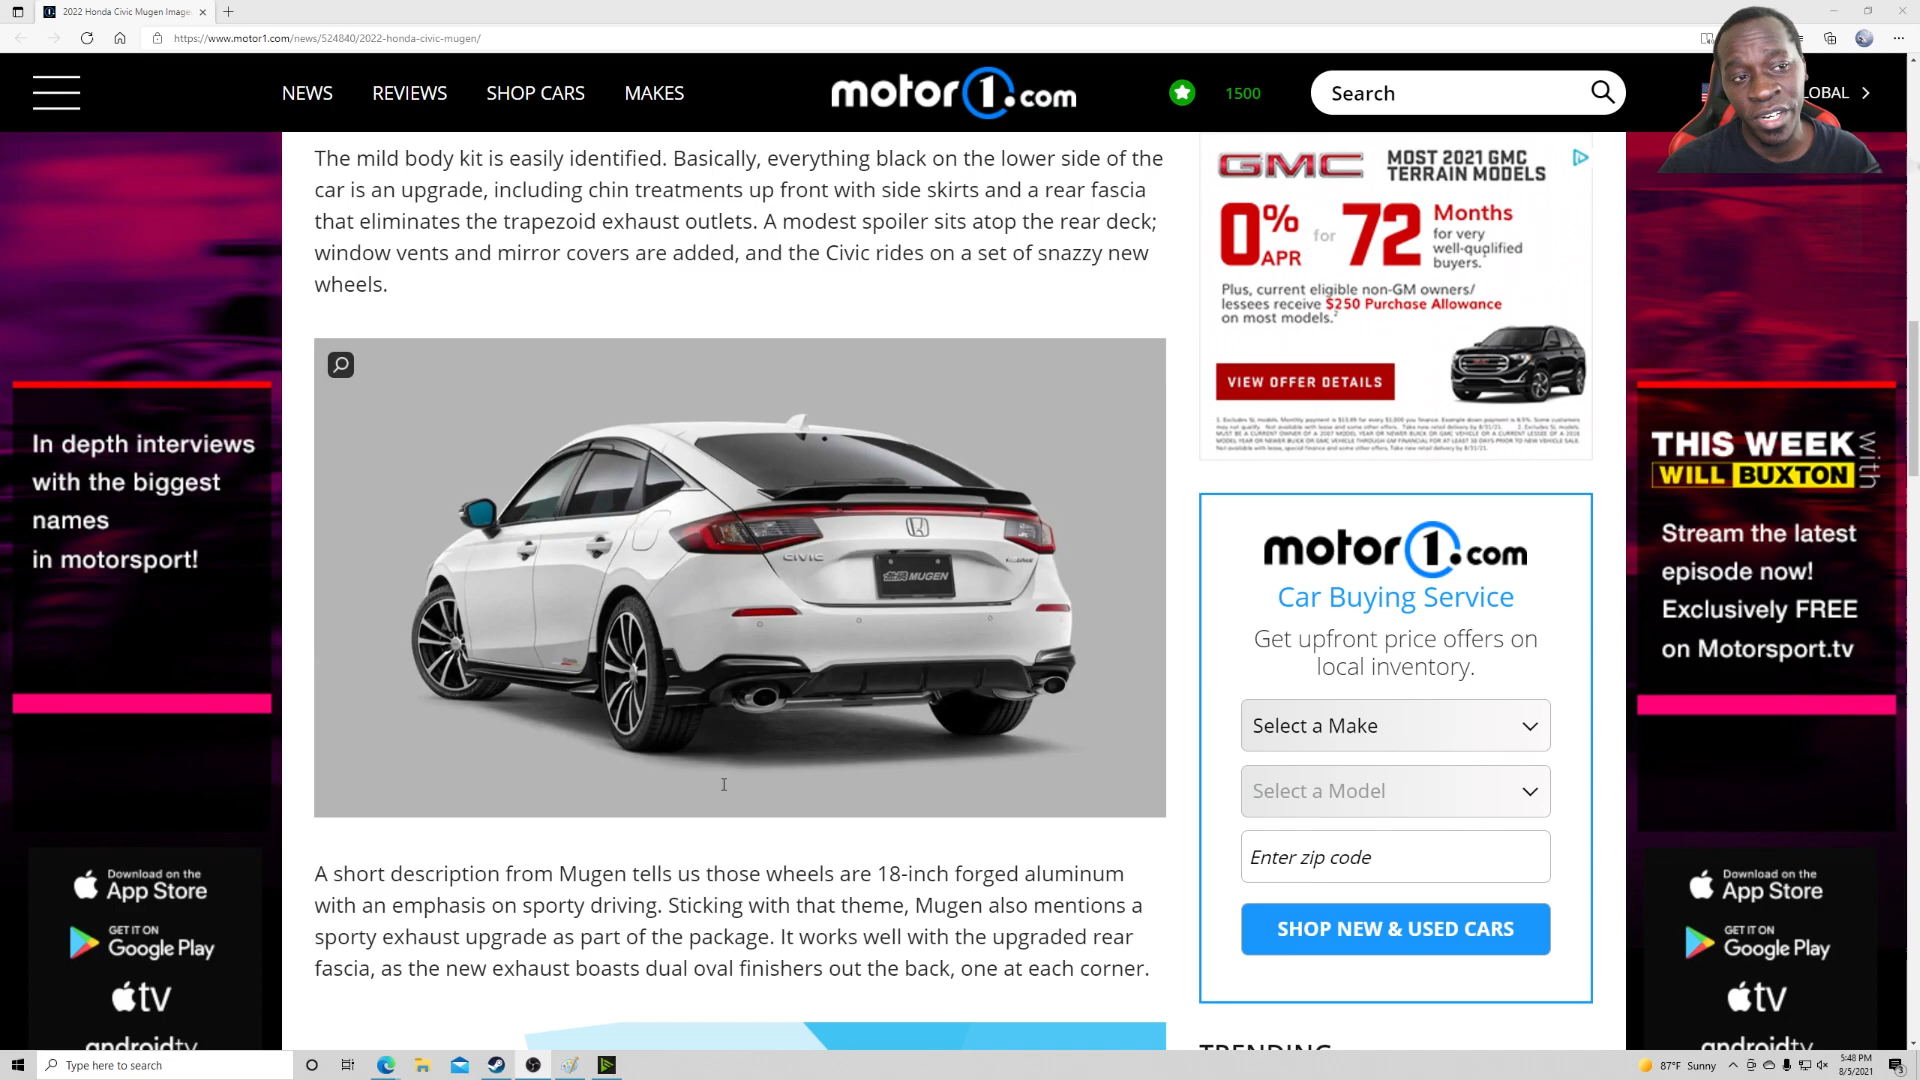 2022 Honda Civic Mugen Image
https://www.motor1.com/news/524840/2022-honda-civic-mugen/
NEWS REVIEWS SHOP CARS MAKES
motor1.com
1500
Search
LOBAL
The mild body kit is easily identified. Basically, everything black on the lower side of the
car is an upgrade, including chin treatments up front with side skirts and a rear fascia
that eliminates the trapezoid exhaust outlets. A modest spoiler sits atop the rear deck;
window vents and mirror covers are added, and the Civic rides on a set of snazzy new
wheels.
CIVIC
無限 MUGEN
A short description from Mugen tells us those wheels are 18-inch forged aluminum
with an emphasis on sporty driving. Sticking with that theme, Mugen also mentions a
sporty exhaust upgrade as part of the package. It works well with the upgraded rear
fascia, as the new exhaust boasts dual oval finishers out the back, one at each corner.
GMC
MOST 2021 GMC
TERRAIN MODELS
0% APR for 72 Months
for very
well-qualified
buyers.
Plus, current eligible non-GM owners/
lessees receive $250 Purchase Allowance
on most models.2
VIEW OFFER DETAILS
motor1.com
Car Buying Service
Get upfront price offers on
local inventory.
Select a Make
Select a Model
Enter zip code
SHOP NEW & USED CARS
TRENDING
In depth interviews
with the biggest
names
in motorsport!
Download on the
App Store
GET IT ON
Google Play
tv
androidtv
THIS WEEK with
WILL BUXTON
Stream the latest
episode now!
Exclusively FREE
on Motorsport.tv
Download on the
App Store
GET IT ON
Google Play
tv
androidtv
Type here to search
87°F Sunny
5:48 PM
8/5/2021
3